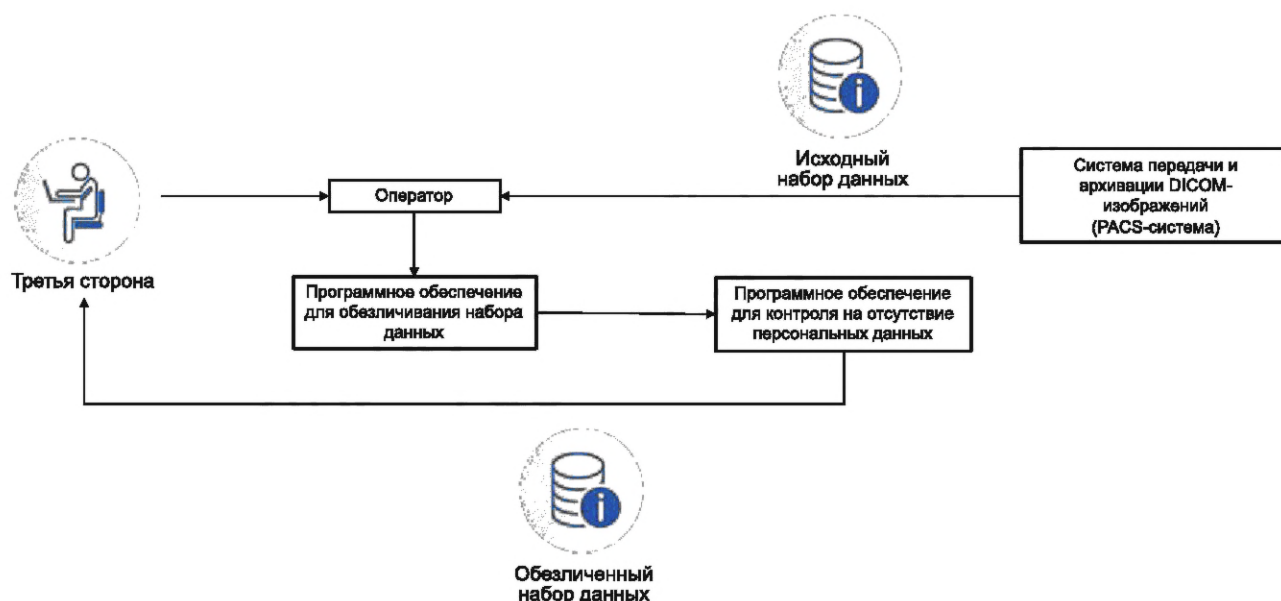 Исходный
набор данных
Система передачи и
архивации DICOM-
изображений
(PACS-система)
Оператор
Третья сторона
Программное обеспечение
для обезличивания набора
данных
Программное обеспечение
для контроля на отсутствие
персональных данных
Обезличенный
набор данных